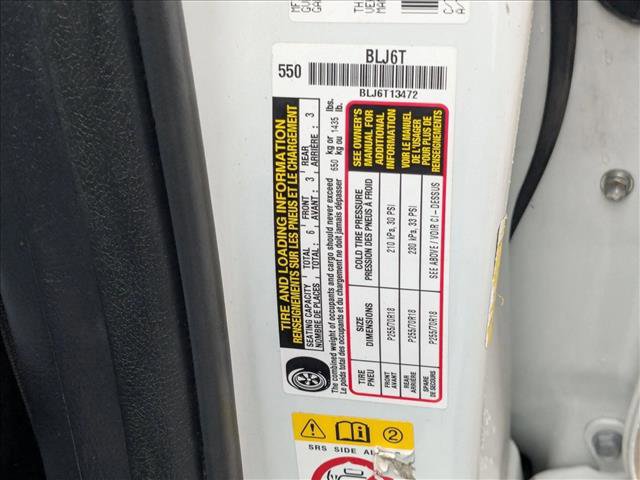 BLJ6T
550
BLJ6T13472
TIRE AND LOADING INFORMATION
RENSEIGNEMENTS SUR LES PNEUS ET LE CHARGEMENT
SEATING CAPACITY TOTAL 6 FRONT 3 REAR 3
NOMBRE DE PLACES TOTAL: AVANT: ARRIÈRE:
The combined weight of occupants and cargo should never exceed 650 kg or 1435 lbs.
Le poids total des occupants et du chargement ne doit jamais dépasser kg ou lb.
TIRE SIZE COLD TIRE PRESSURE
PNEU DIMENSIONS PRESSION DES PNEUS À FROID
FRONT
AVANT P255/70R18 210 kPa, 30 PSI
REAR
ARRIÈRE P255/70R18 230 kPa, 33 PSI
SPARE
DE SECOURS P255/70R18 SEE ABOVE / VOIR CI - DESSUS
SEE OWNER'S
MANUAL FOR
ADDITIONAL
INFORMATION
VOIR LE MANUEL
DE L'USAGER
POUR PLUS DE
RENSEIGNEMENTS
2
SRS SIDE